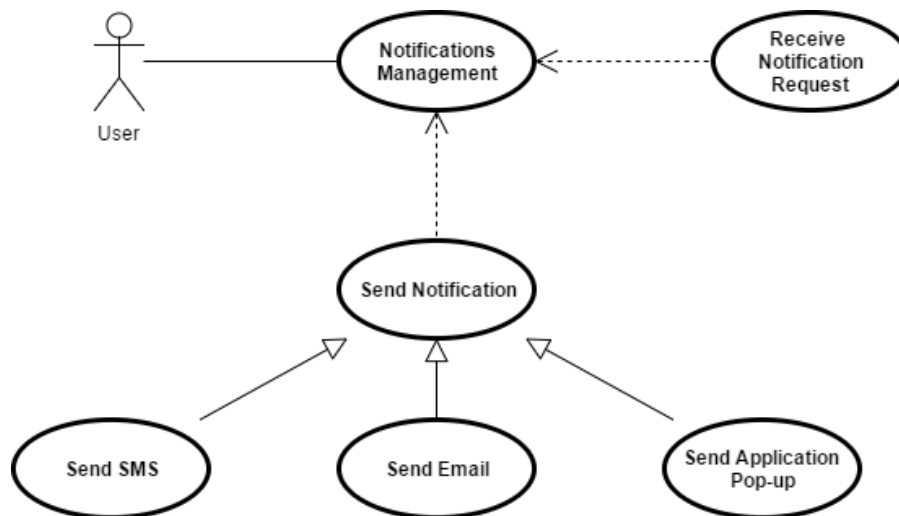 Notifications
Management
Receive
Notification
Request
User
Send Notification
Send SMS
Send Email
Send Application
Pop-up